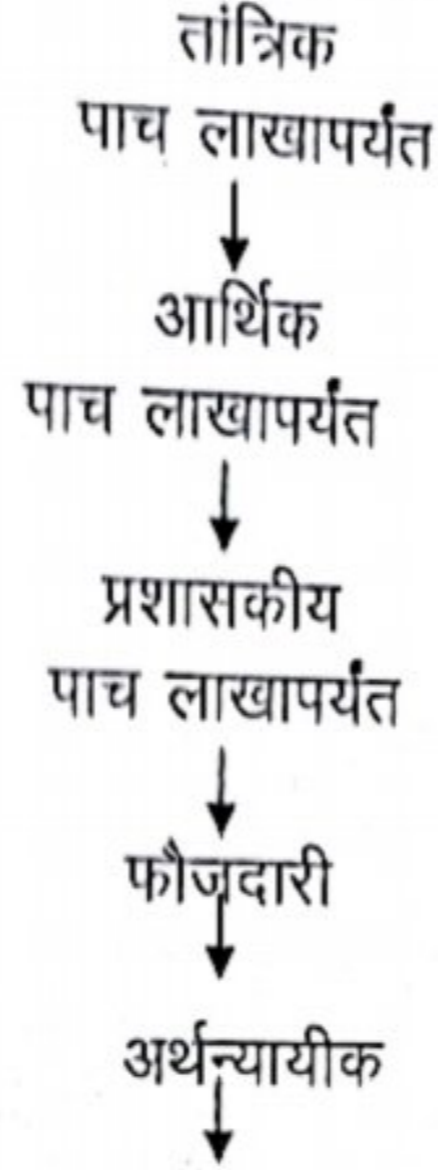 तांत्रिक
पाच लाखापर्यंत
आर्थिक
पाच लाखापर्यंत
प्रशासकीय
पाच लाखापर्यंत
फौजदारी
अर्थन्यायीक